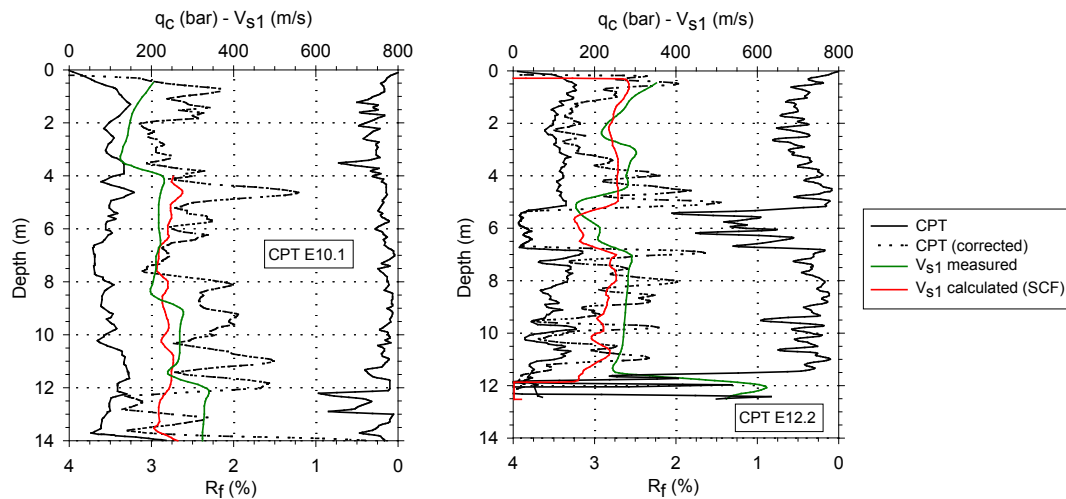 q_c (bar) - V_s1 (m/s)
0 200 400 600 800
0
2
4
6
8
10
12
14
Depth (m)
CPT E10.1
4 3 2 1 0
R_f (%)
q_c (bar) - V_s1 (m/s)
0 200 400 600 800
0
2
4
6
8
10
12
14
Depth (m)
CPT E12.2
4 3 2 1 0
R_f (%)
CPT
CPT (corrected)
V_s1 measured
V_s1 calculated (SCF)